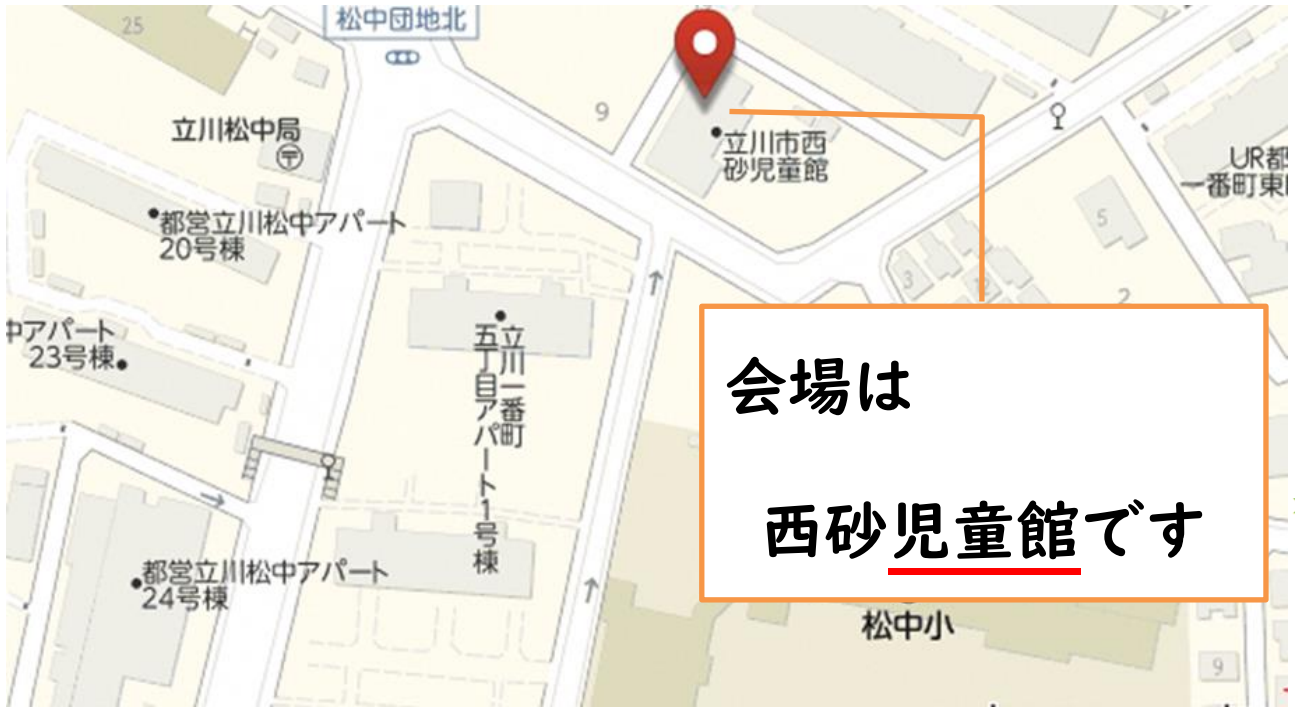 松中団地北
25
9
立川松中局
立川市西
砂児童館
UR都
一番町東
都営立川松中アパート
20号棟
5
3
12
2
中アパート
23号棟
立川一番町
五丁目アパート1号棟
会場は
西砂児童館です
都営立川松中アパート
24号棟
松中小
9